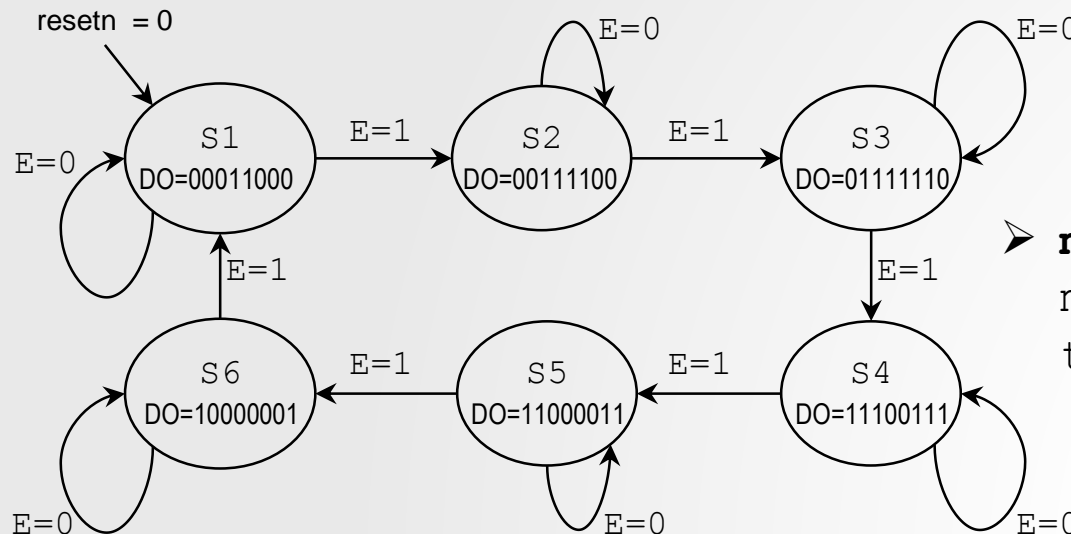 resetn = 0
E=0
E=0
S1
E=1
S2
E=1
S3
DO=00011000
DO=00111100
DO=01111110
E=0
E=1
E=1
S6
E=1
S5
E=1
S4
DO=10000001
DO=11000011
DO=11100111
E=0
E=0
E=0